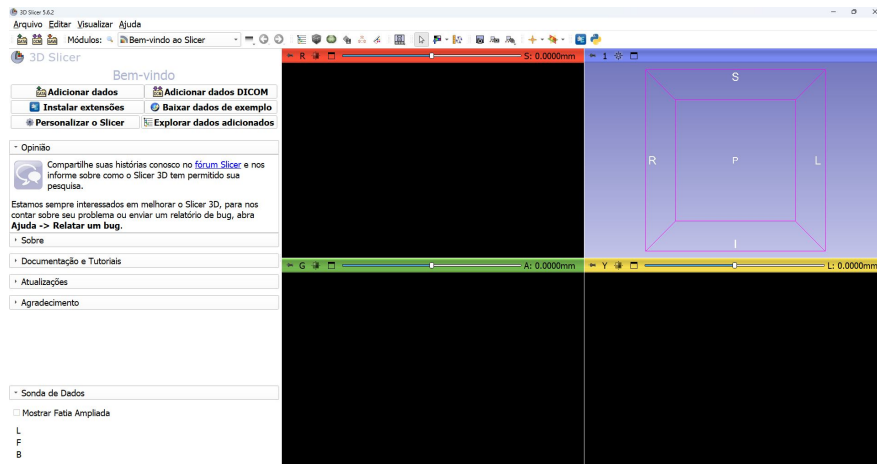 3D Slicer 5.6.2
Arquivo Editar Visualizar Ajuda
DATA DCM DATA Módulos: Bem-vindo ao Slicer
3D Slicer
Bem-vindo
Adicionar dados Adicionar dados DICOM
Instalar extensões Baixar dados de exemplo
Personalizar o Slicer Explorar dados adicionados
Opinião
Compartilhe suas histórias conosco no fórum Slicer e nos
informe sobre como o Slicer 3D tem permitido sua
pesquisa.
Estamos sempre interessados em melhorar o Slicer 3D, para nos
contar sobre seu problema ou enviar um relatório de bug, abra
Ajuda -> Relatar um bug.
Sobre
Documentação e Tutoriais
Atualizações
Agradecimento
Sonda de Dados
Mostrar Fatia Ampliada
L
F
B
R S: 0.0000mm
1
S
R P L
I
G A: 0.0000mm
Y L: 0.0000mm